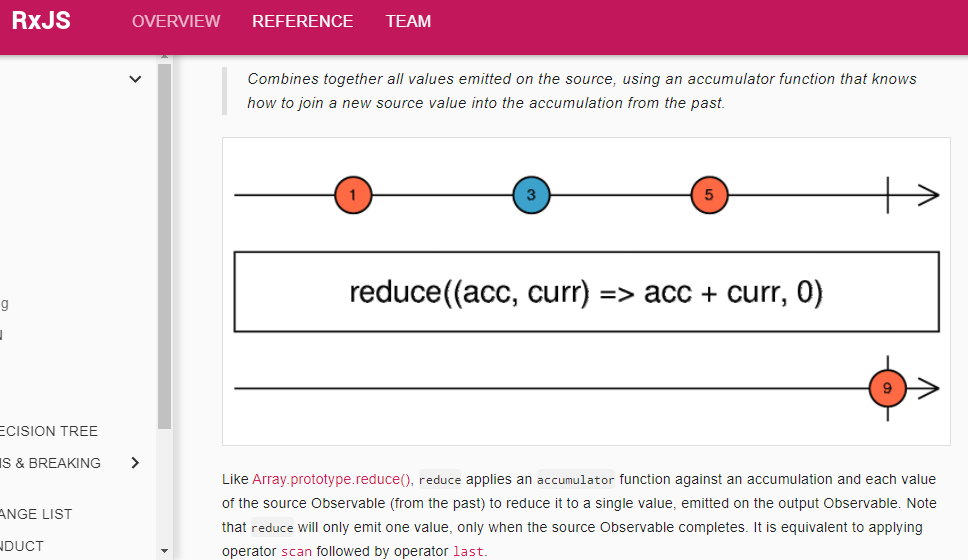 RxJS OVERVIEW REFERENCE TEAM
Combines together all values emitted on the source, using an accumulator function that knows
how to join a new source value into the accumulation from the past.
1 3 5
reduce((acc, curr) => acc + curr, 0)
9
Like Array.prototype.reduce(), reduce applies an accumulator function against an accumulation and each value
of the source Observable (from the past) to reduce it to a single value, emitted on the output Observable. Note
that reduce will only emit one value, only when the source Observable completes. It is equivalent to applying
operator scan followed by operator last.
g
N
ECISION TREE
IS & BREAKING
ANGE LIST
NDUCT